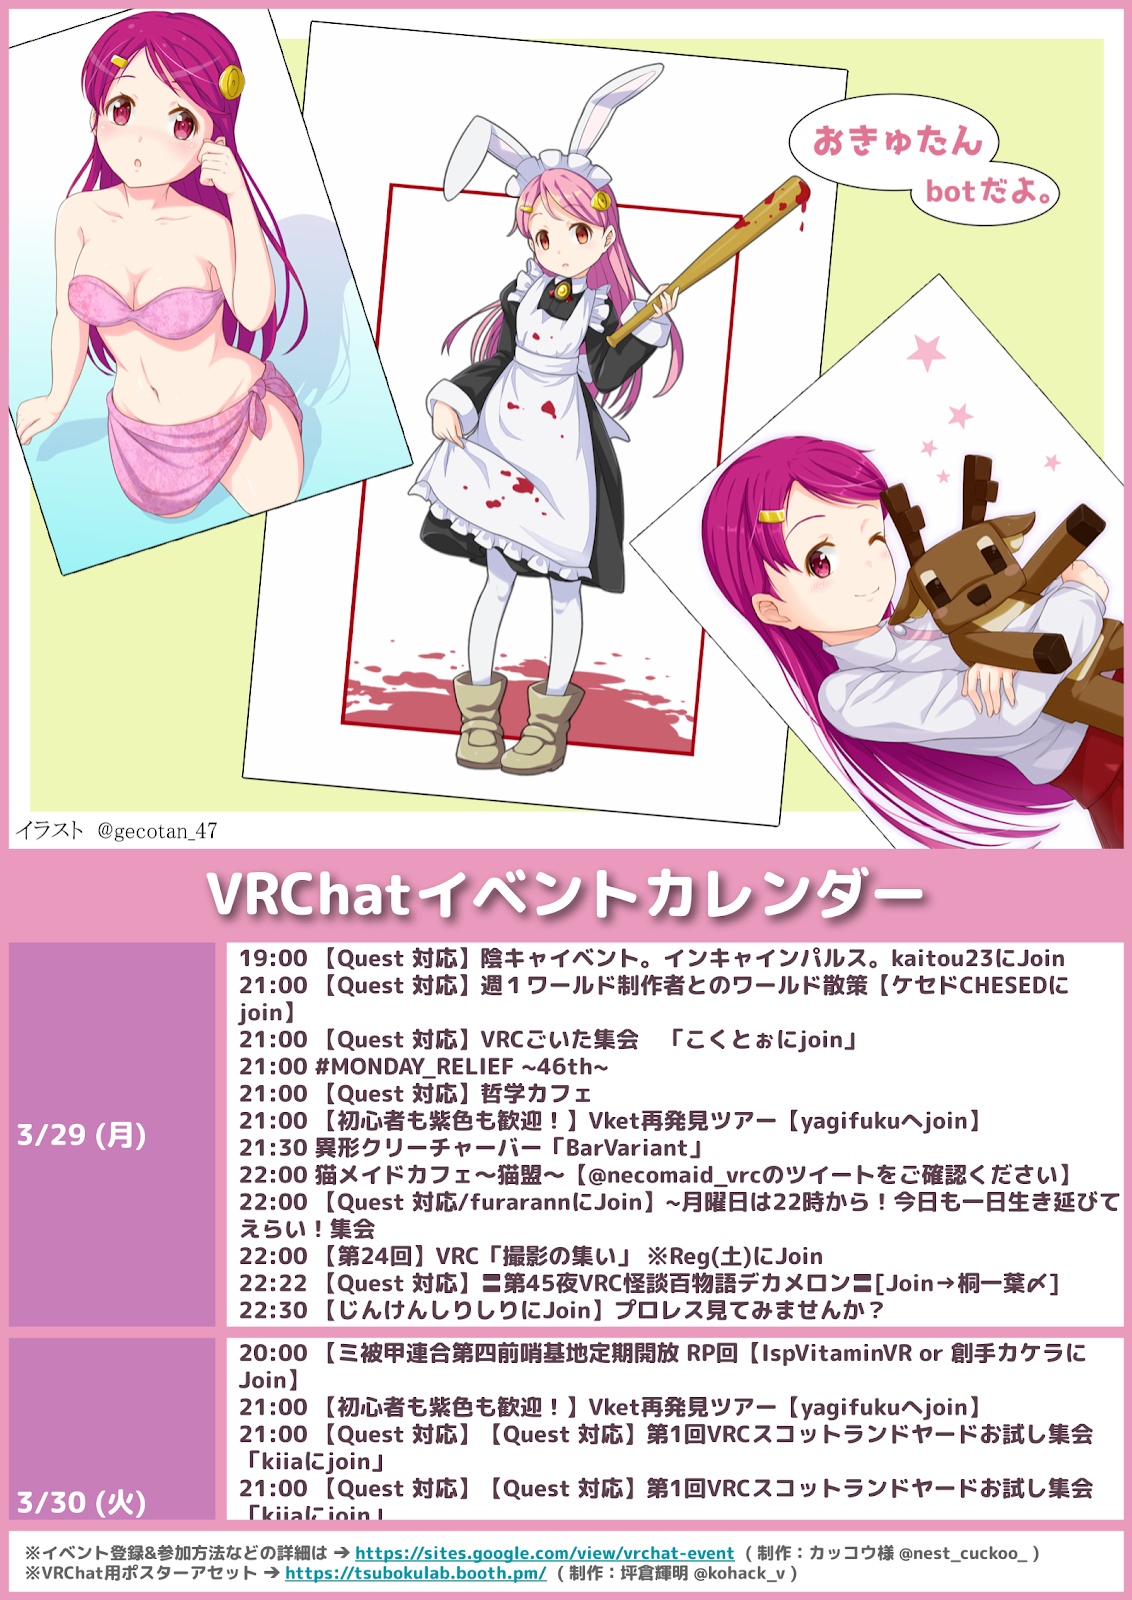 おきゅたん
botだよ。
イラスト @gecotan_47
VRChatイベントカレンダー
3/29 (月)
19:00 【Quest 対応】陰キャイベント。インキャインパルス。kaitou23にJoin
21:00 【Quest 対応】週１ワールド制作者とのワールド散策【ケセドCHESEDに
join】
21:00 【Quest 対応】VRCごいた集会　「こくとぉにjoin」
21:00 #MONDAY_RELIEF ~46th~
21:00 【Quest 対応】哲学カフェ
21:00 【初心者も紫色も歓迎！】Vket再発見ツアー【yagifukuへjoin】
21:30 異形クリーチャーバー「BarVariant」
22:00 猫メイドカフェ～猫盟～【@necomaid_vrcのツイートをご確認ください】
22:00 【Quest 対応/furarannにJoin】~月曜日は22時から！今日も一日生き延びて
えらい！集会
22:00 【第24回】VRC「撮影の集い」 ※Reg(土)にJoin
22:22 【Quest 対応】〓第45夜VRC怪談百物語デカメロン〓[Join→桐一葉〆]
22:30 【じんけんしりしりにJoin】プロレス見てみませんか？
3/30 (火)
20:00 【ミ被甲連合第四前哨基地定期開放 RP回【IspVitaminVR or 創手カケラに
Join】
21:00 【初心者も紫色も歓迎！】Vket再発見ツアー【yagifukuへjoin】
21:00 【Quest 対応】【Quest 対応】第1回VRCスコットランドヤードお試し集会
「kiiaにjoin」
21:00 【Quest 対応】【Quest 対応】第1回VRCスコットランドヤードお試し集会
「kiiaにjoin」
※イベント登録&参加方法などの詳細は → https://sites.google.com/view/vrchat-event （制作：カッコウ様 @nest_cuckoo_ ）
※VRChat用ポスターアセット → https://tsubokulab.booth.pm/ （制作：坪倉輝明 @kohack_v ）